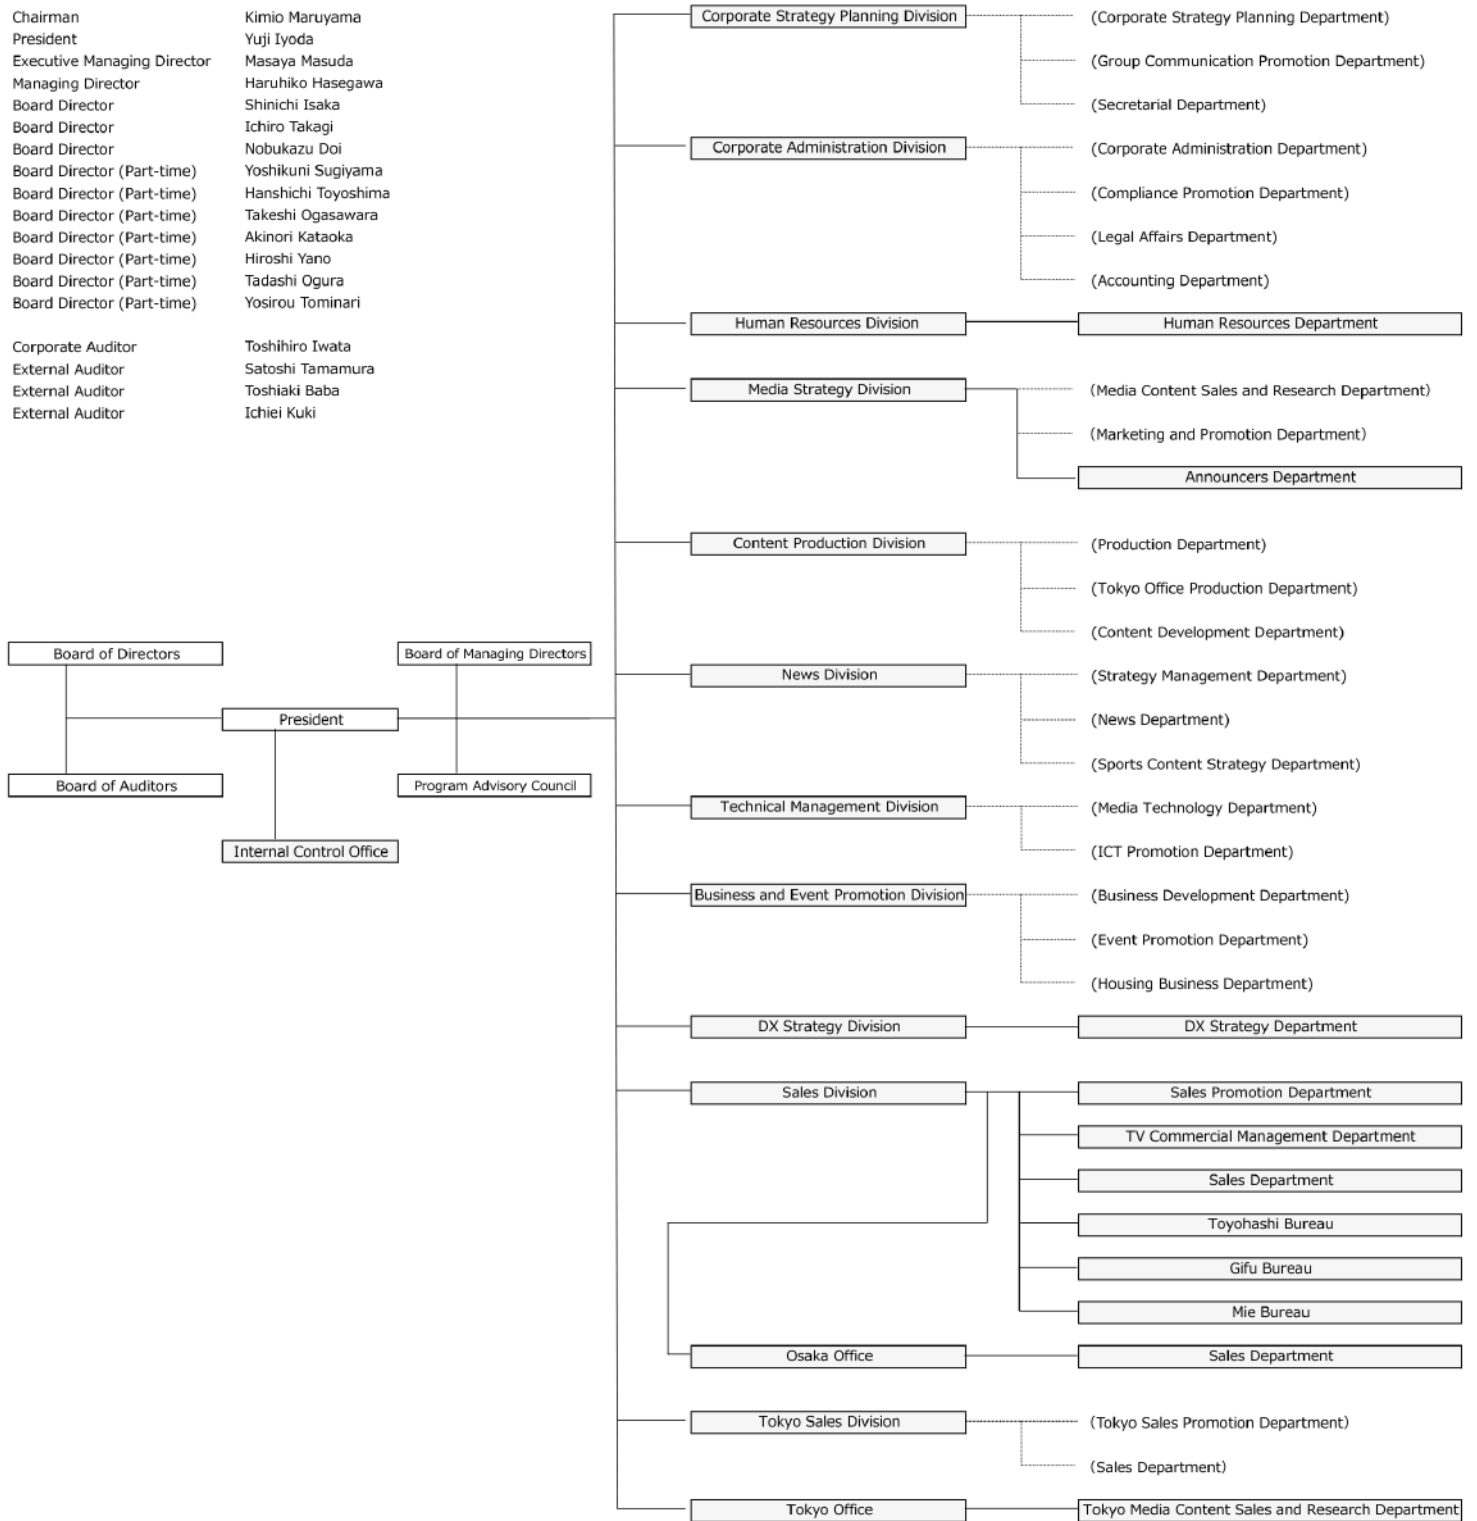 Chairman Kimio Maruyama
President Yuji Iyoda
Executive Managing Director Masaya Masuda
Managing Director Haruhiko Hasegawa
Board Director Shinichi Isaka
Board Director Ichiro Takagi
Board Director Nobukazu Doi
Board Director (Part-time) Yoshikuni Sugiyama
Board Director (Part-time) Hanshichi Toyoshima
Board Director (Part-time) Takeshi Ogasawara
Board Director (Part-time) Akinori Kataoka
Board Director (Part-time) Hiroshi Yano
Board Director (Part-time) Tadashi Ogura
Board Director (Part-time) Yosirou Tominari
Corporate Auditor Toshihiro Iwata
External Auditor Satoshi Tamamura
External Auditor Toshiaki Baba
External Auditor Ichiei Kuki
Board of Directors
Board of Managing Directors
President
Board of Auditors
Program Advisory Council
Internal Control Office
Corporate Strategy Planning Division
(Corporate Strategy Planning Department)
(Group Communication Promotion Department)
(Secretarial Department)
Corporate Administration Division
(Corporate Administration Department)
(Compliance Promotion Department)
(Legal Affairs Department)
(Accounting Department)
Human Resources Division
Human Resources Department
Media Strategy Division
(Media Content Sales and Research Department)
(Marketing and Promotion Department)
Announcers Department
Content Production Division
(Production Department)
(Tokyo Office Production Department)
(Content Development Department)
News Division
(Strategy Management Department)
(News Department)
(Sports Content Strategy Department)
Technical Management Division
(Media Technology Department)
(ICT Promotion Department)
Business and Event Promotion Division
(Business Development Department)
(Event Promotion Department)
(Housing Business Department)
DX Strategy Division
DX Strategy Department
Sales Division
Sales Promotion Department
TV Commercial Management Department
Sales Department
Toyohashi Bureau
Gifu Bureau
Mie Bureau
Osaka Office
Sales Department
Tokyo Sales Division
(Tokyo Sales Promotion Department)
(Sales Department)
Tokyo Office
Tokyo Media Content Sales and Research Department